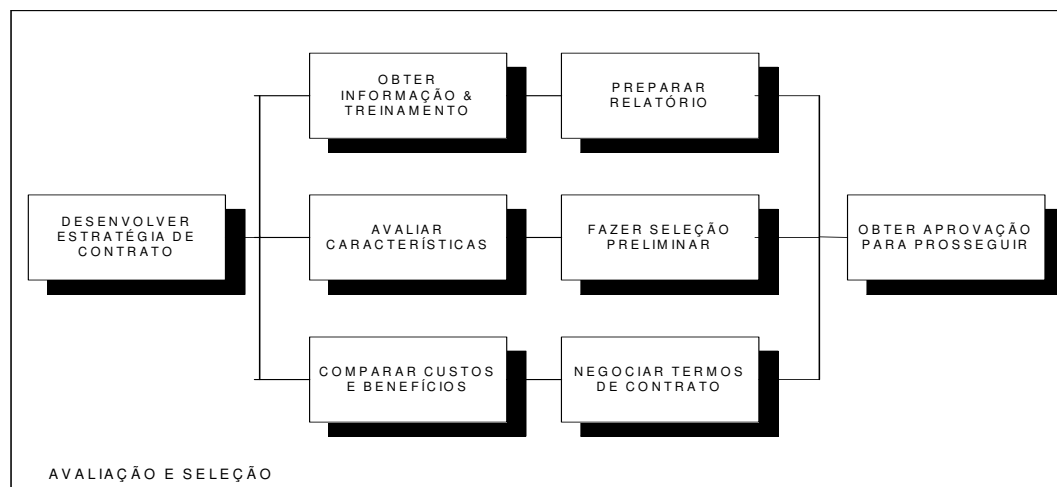 OBTER
INFORMAÇÃO &
TREINAMENTO
PREPARAR
RELATÓRIO
DESENVOLVER
ESTRATÉGIA DE
CONTRATO
AVALIAR
CARACTERÍSTICAS
FAZER SELEÇÃO
PRELIMINAR
OBTER APROVAÇÃO
PARA PROSSEGUIR
COMPARAR CUSTOS
E BENEFÍCIOS
NEGOCIAR TERMOS
DE CONTRATO
AVALIAÇÃO E SELEÇÃO